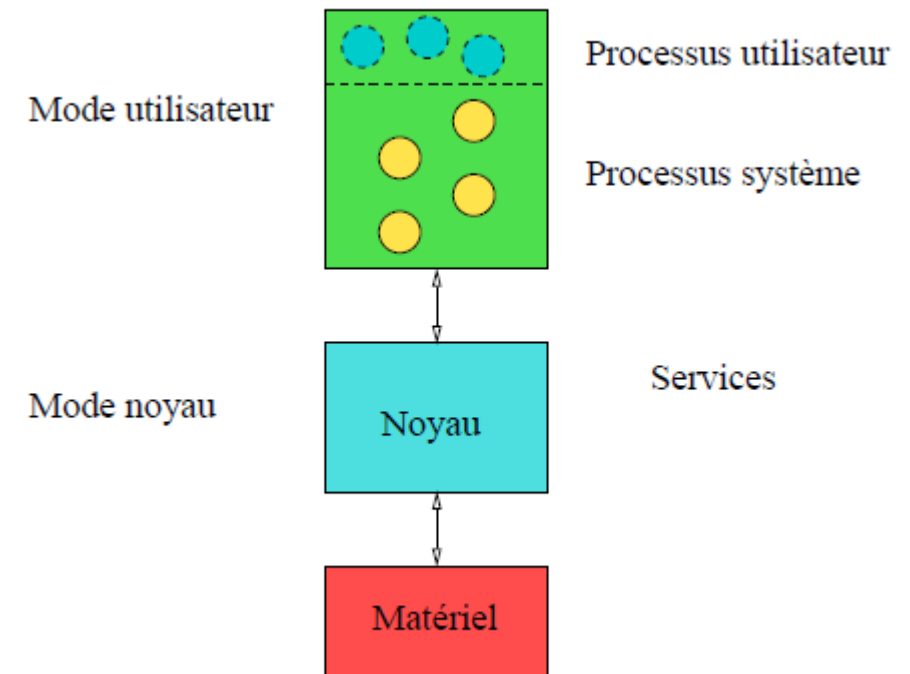 Processus utilisateur
Mode utilisateur
Processus système
Services
Mode noyau
Noyau
Matériel